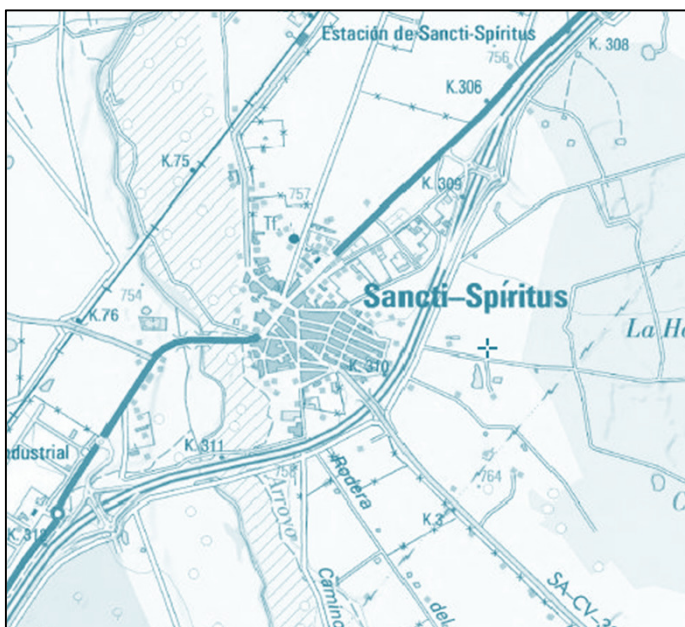 Estación de Sancti-Spíritus
K. 308
756
K.306
K.75
757
K. 309
Tf.
754
Sancti-Spíritus
K.76
La
K. 310
K. 311
ndustrial
758
764
Rodera
Arroyo
K.3
Camino
del
SA-CV-